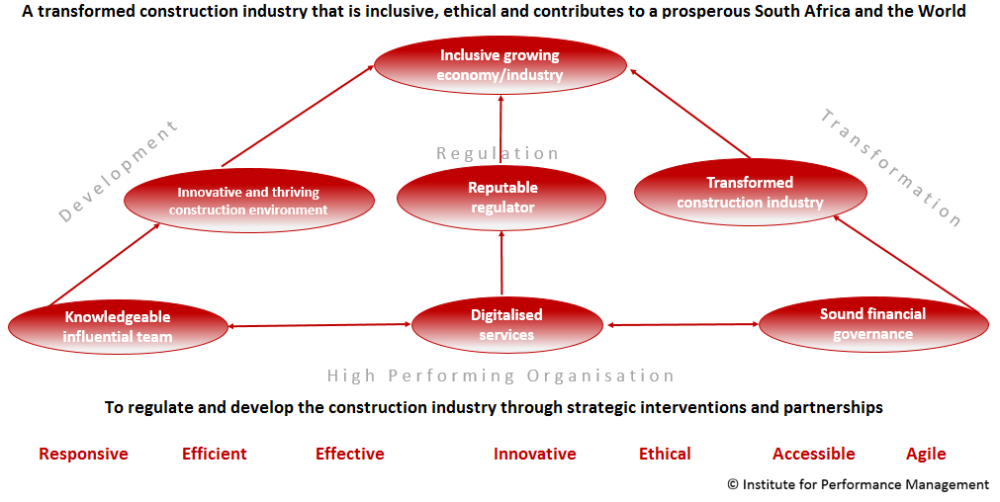 A transformed construction industry that is inclusive, ethical and contributes to a prosperous South Africa and the World
Inclusive growing
economy/industry
Development
Regulation
Transformation
Innovative and thriving
construction environment
Reputable
regulator
Transformed
construction industry
Knowledgeable
influential team
Digitalised
services
Sound financial
governance
High Performing Organisation
To regulate and develop the construction industry through strategic interventions and partnerships
Responsive Efficient Effective Innovative Ethical Accessible Agile
© Institute for Performance Management